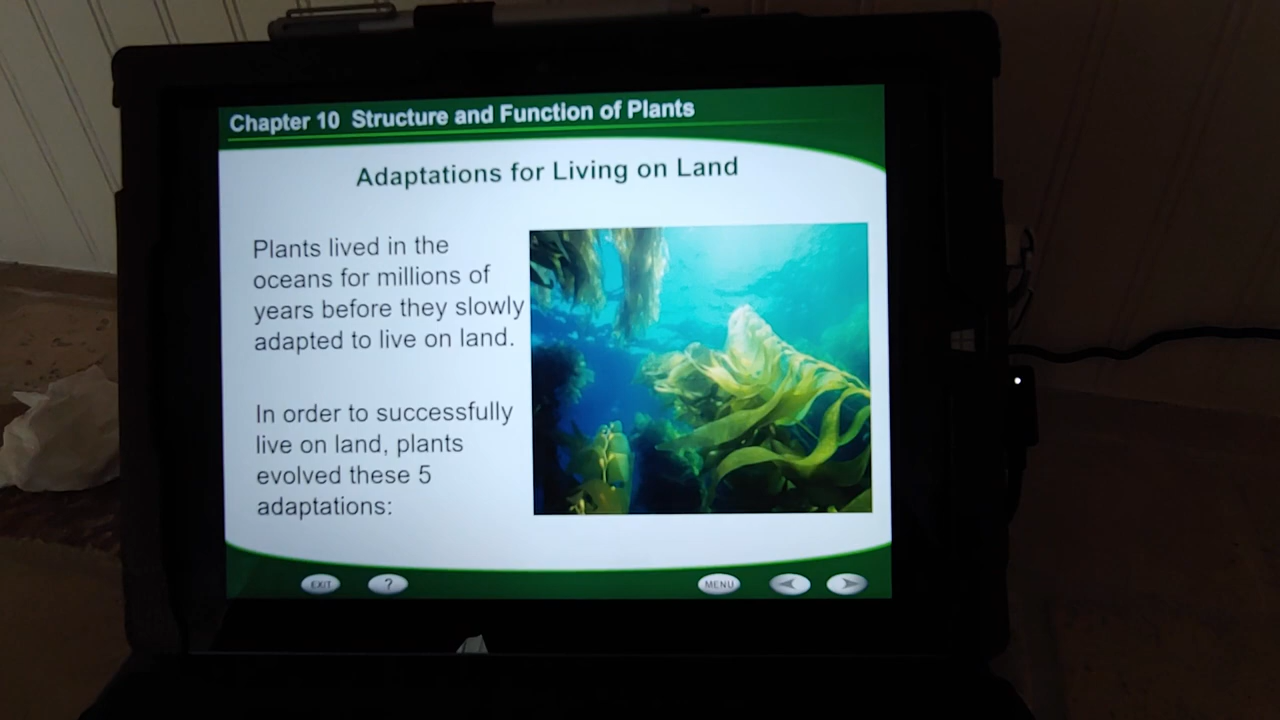 Chapter 10 Structure and Function of Plants
Adaptations for Living on Land
Plants lived in the
oceans for millions of
years before they slowly
adapted to live on land.
In order to successfully
live on land, plants
evolved these 5
adaptations:
EXIT
?
MENU